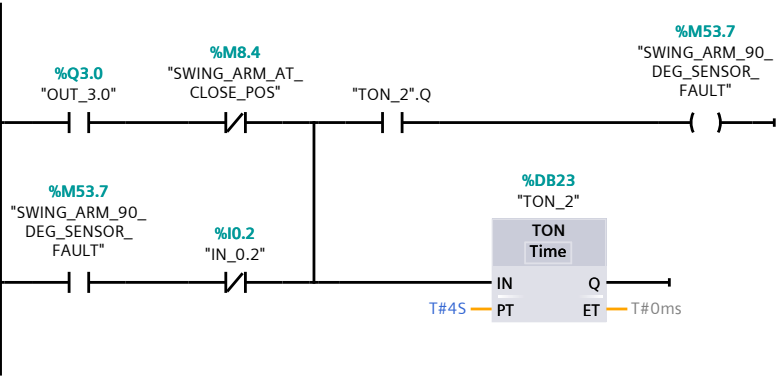 %M53.7
"SWING_ARM_90_
DEG_SENSOR_
FAULT"
%M8.4
"SWING_ARM_AT_
CLOSE_POS"
%Q3.0
"OUT_3.0"
"TON_2".Q
%DB23
"TON_2"
TON
Time
IN
Q
T#4S
PT
ET
T#0ms
%M53.7
"SWING_ARM_90_
DEG_SENSOR_
FAULT"
%I0.2
"IN_0.2"